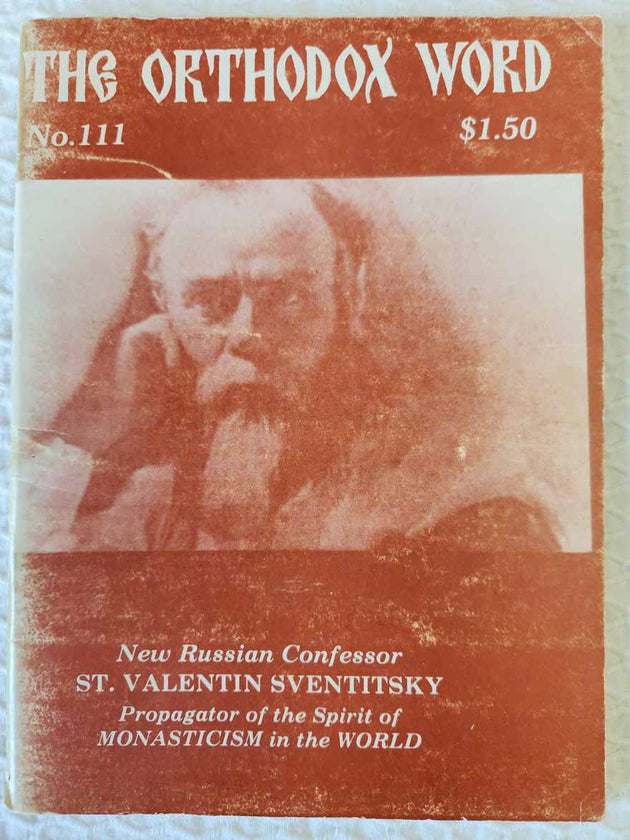 THE ORTHODOX WORD
No.111 $1.50
New Russian Confessor
ST. VALENTIN SVENTITSKY
Propagator of the Spirit of
MONASTICISM in the WORLD